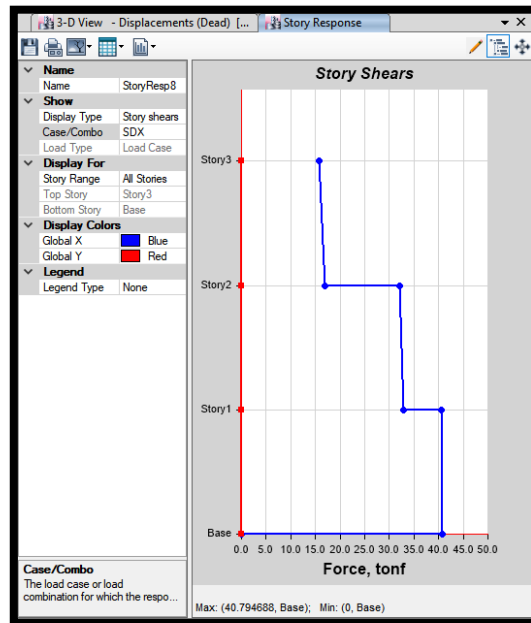 3-D View - Displacements (Dead) [...
Story Response
Name
Name StoryResp8
Show
Display Type Story shears
Case/Combo SDX
Load Type Load Case
Display For
Story Range All Stories
Top Story Story3
Bottom Story Base
Display Colors
Global X Blue
Global Y Red
Legend
Legend Type None
Case/Combo
The load case or load
combination for which the respo...
Story Shears
Story3
Story2
Story1
Base
0.0 5.0 10.0 15.0 20.0 25.0 30.0 35.0 40.0 45.0 50.0
Force, tonf
Max: (40.794688, Base); Min: (0, Base)